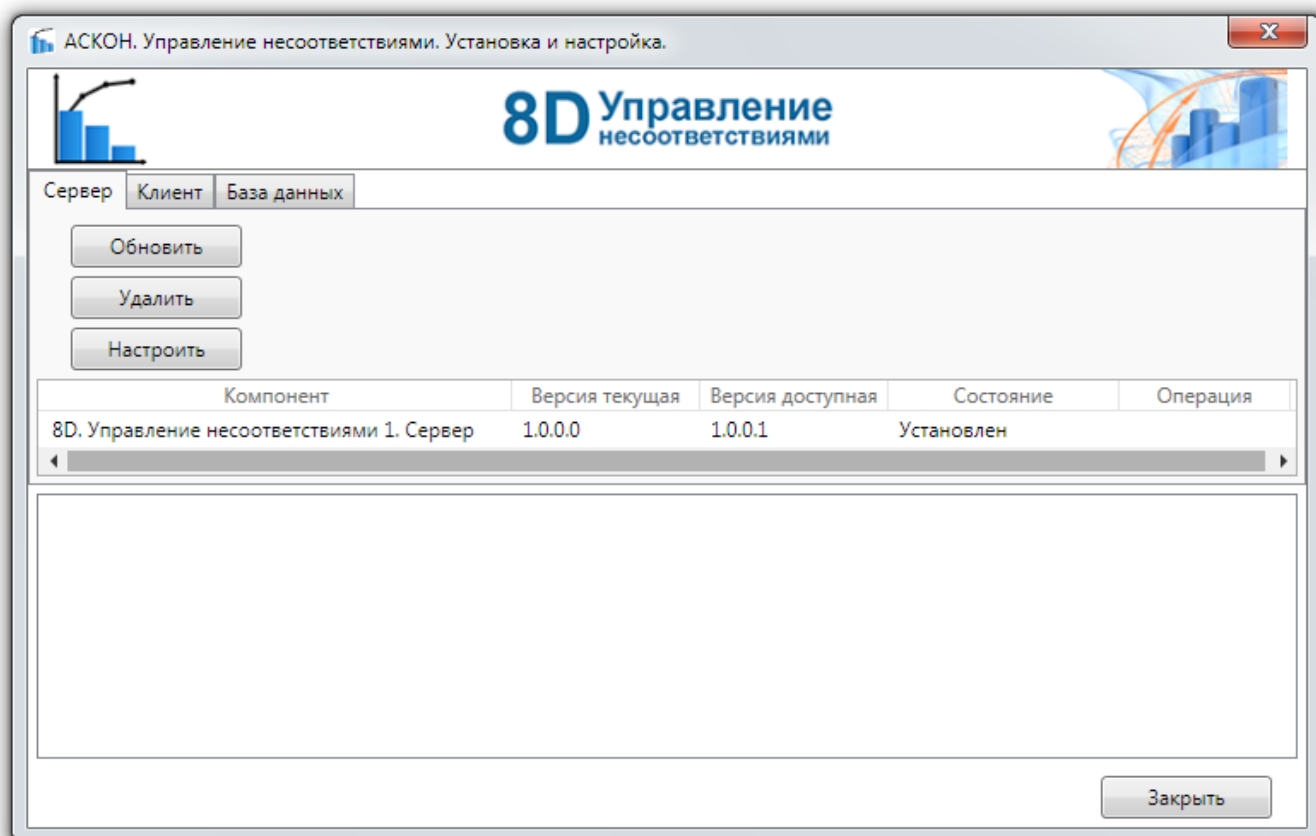 АСКОН. Управление несоответствиями. Установка и настройка.
8D Управление
несоответствиями
Сервер Клиент База данных
Обновить
Удалить
Настроить
Компонент Версия текущая Версия доступная Состояние Операция
8D. Управление несоответствиями 1. Сервер 1.0.0.0 1.0.0.1 Установлен
Закрыть